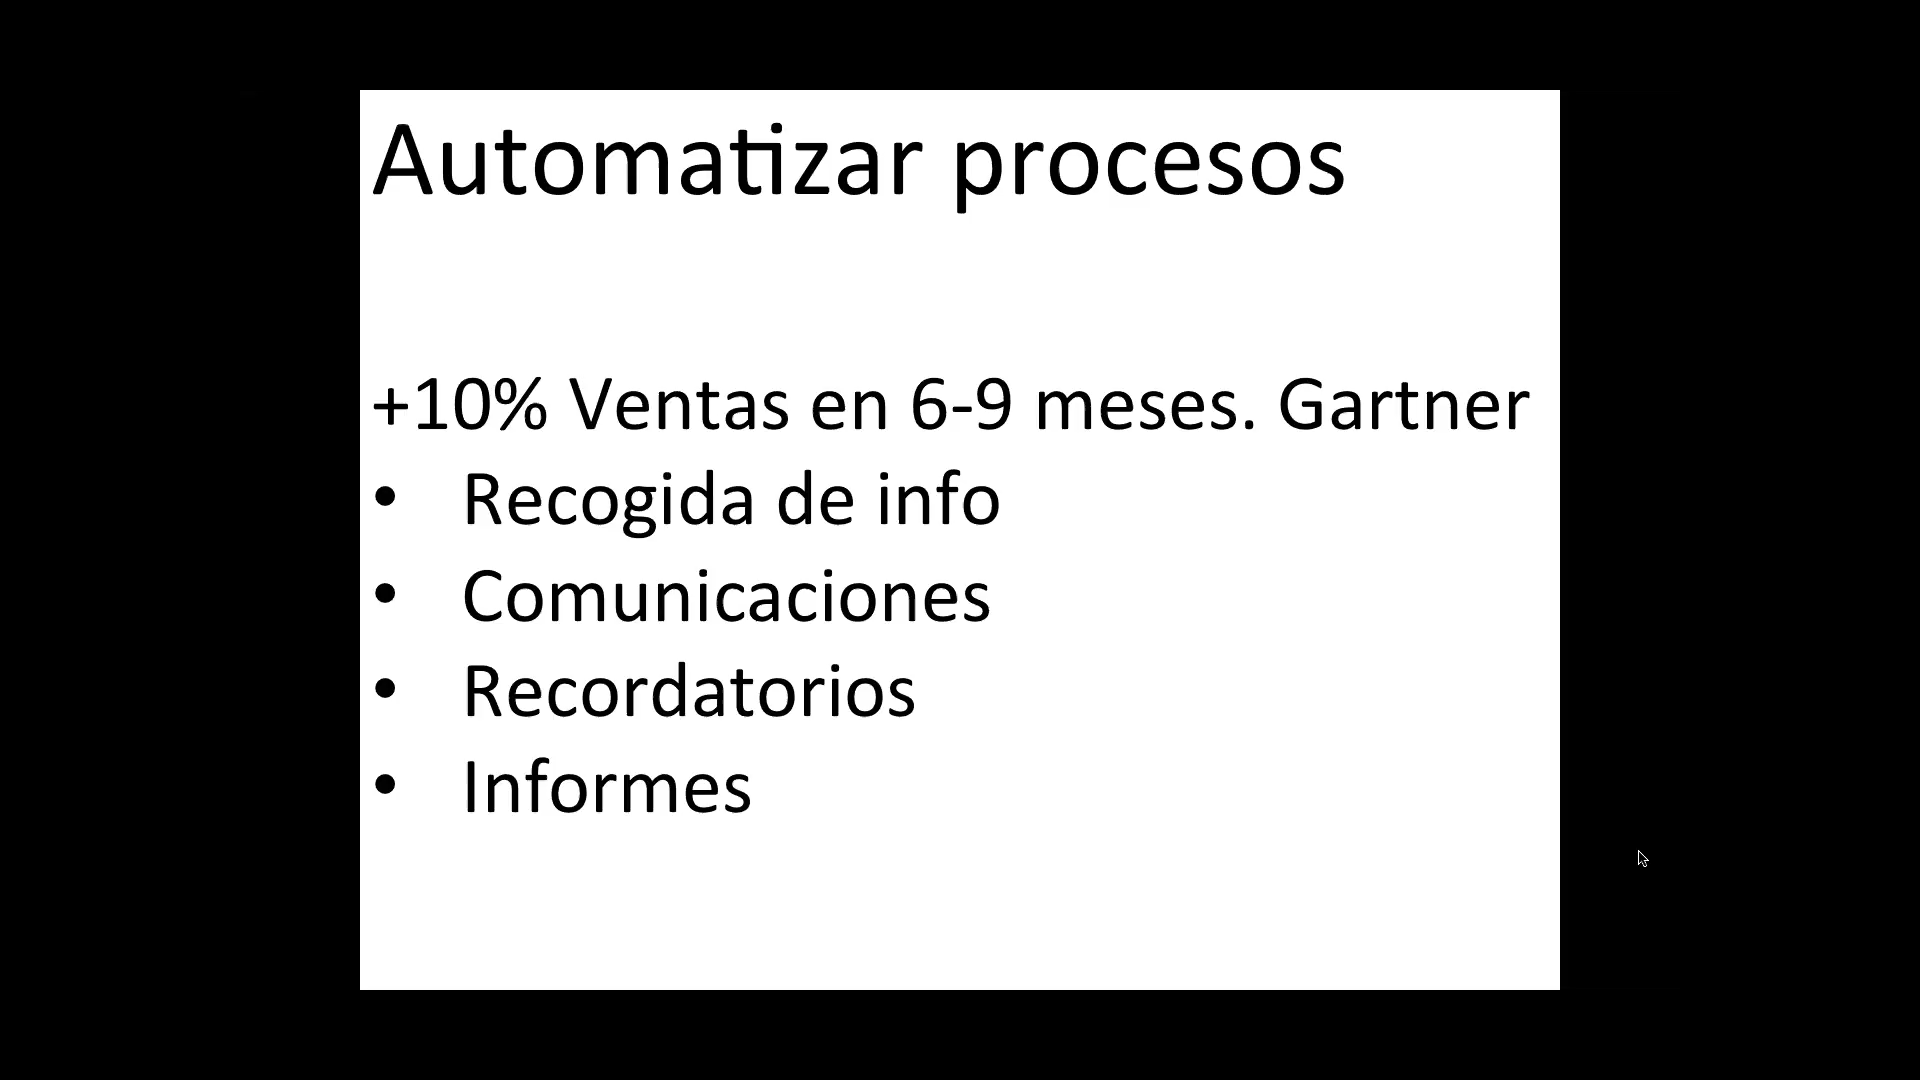 Automatizar procesos
+10% Ventas en 6-9 meses. Gartner
• Recogida de info
• Comunicaciones
• Recordatorios
• Informes